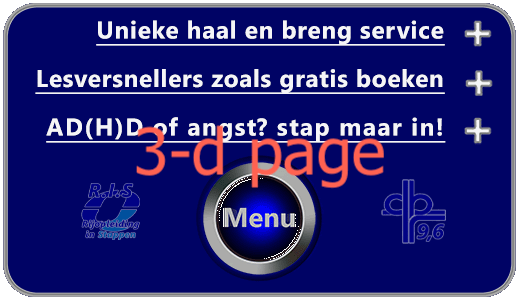 Unieke haal en breng service
Lesversnellers zoals gratis boeken
AD(H)D of angst? stap maar in!
3-d page
R.I.S
Rijopleiding
in Stappen
Menu
9,6